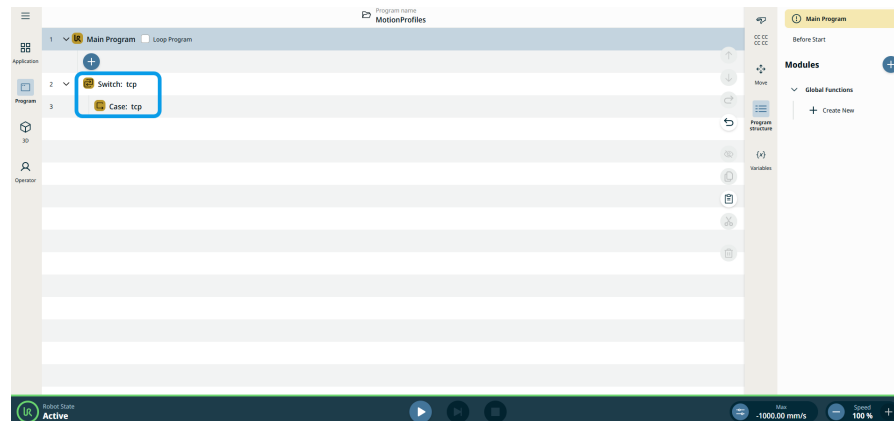 Program name
MotionProfiles
Application
Program
3D
Operator
1 Main Program Loop Program
2 Switch: tcp
3 Case: tcp
CC CC
CC CC
Move
Program structure
{x}
Variables
Main Program
Before Start
Modules
Global Functions
Create New
Robot State
Active
Max
-1000.00 mm/s
Speed
100 %